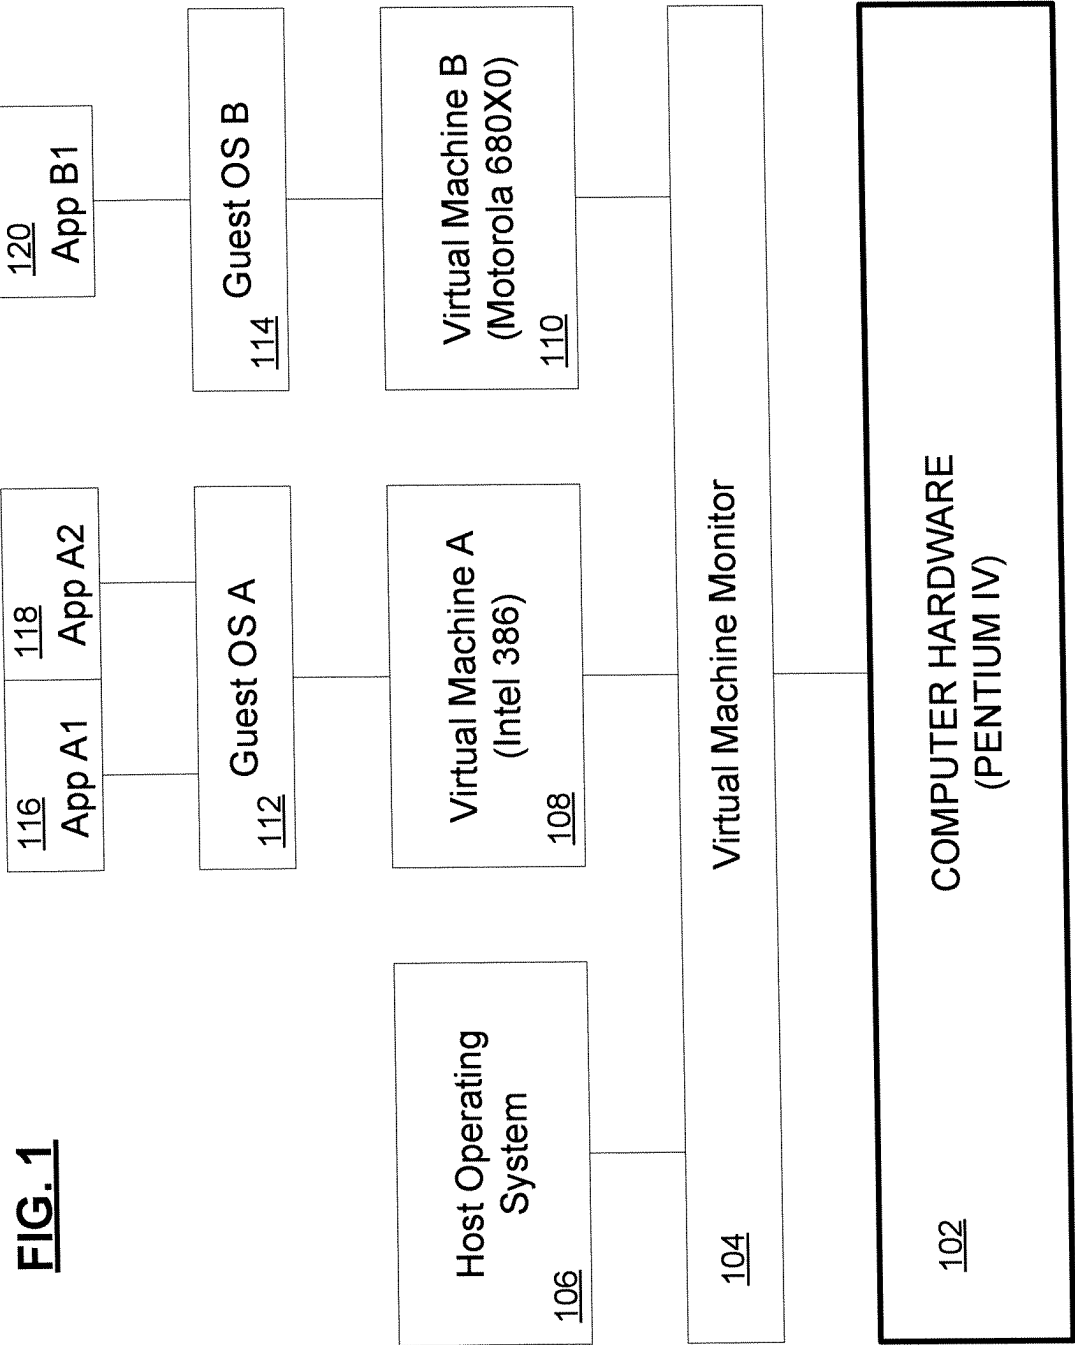 FIG. 1
116
App A1
118
App A2
120
App B1
Guest OS A
112
Guest OS B
114
Host Operating
System
106
Virtual Machine A
(Intel 386)
108
Virtual Machine B
(Motorola 680X0)
110
Virtual Machine Monitor
104
COMPUTER HARDWARE
(PENTIUM IV)
102